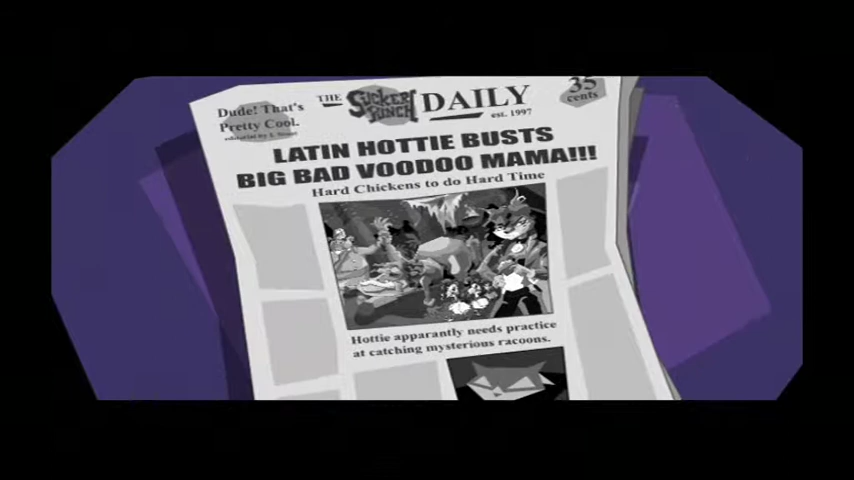 Dude! That's
Pretty Cool.
THE SUCKER PUNCH DAILY
est. 1997
35
cents
LATIN HOTTIE BUSTS
BIG BAD VOODOO MAMA!!!
Hard Chickens to do Hard Time
Hottie apparantly needs practice
at catching mysterious racoons.